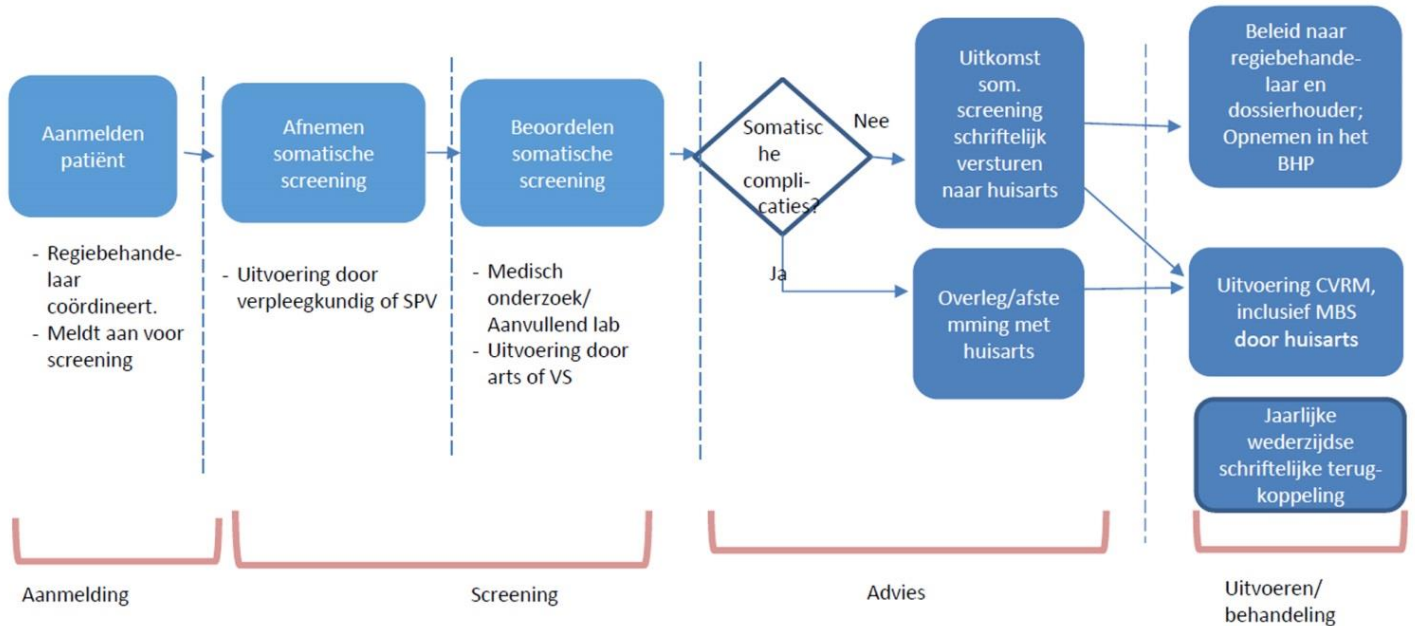 Aanmelden
patiënt
- Regiebehande-
laar
coördineert.
- Meldt aan voor
screening
Afnemen
somatische
screening
- Uitvoering door
verpleegkundig of SPV
Beoordelen
somatische
screening
- Medisch
onderzoek/
Aanvullend lab
- Uitvoering door
arts of VS
Somatisc
he
compli-
caties?
Nee
Ja
Uitkomst
som.
screening
schriftelijk
versturen
naar huisarts
Overleg/afste
mming met
huisarts
Beleid naar
regiebehande-
laar en
dossierhouder;
Opnemen in het
BHP
Uitvoering CVRM,
inclusief MBS
door huisarts
Jaarlijke
wederzijdse
schriftelijke terug-
koppeling
Aanmelding
Screening
Advies
Uitvoeren/
behandeling